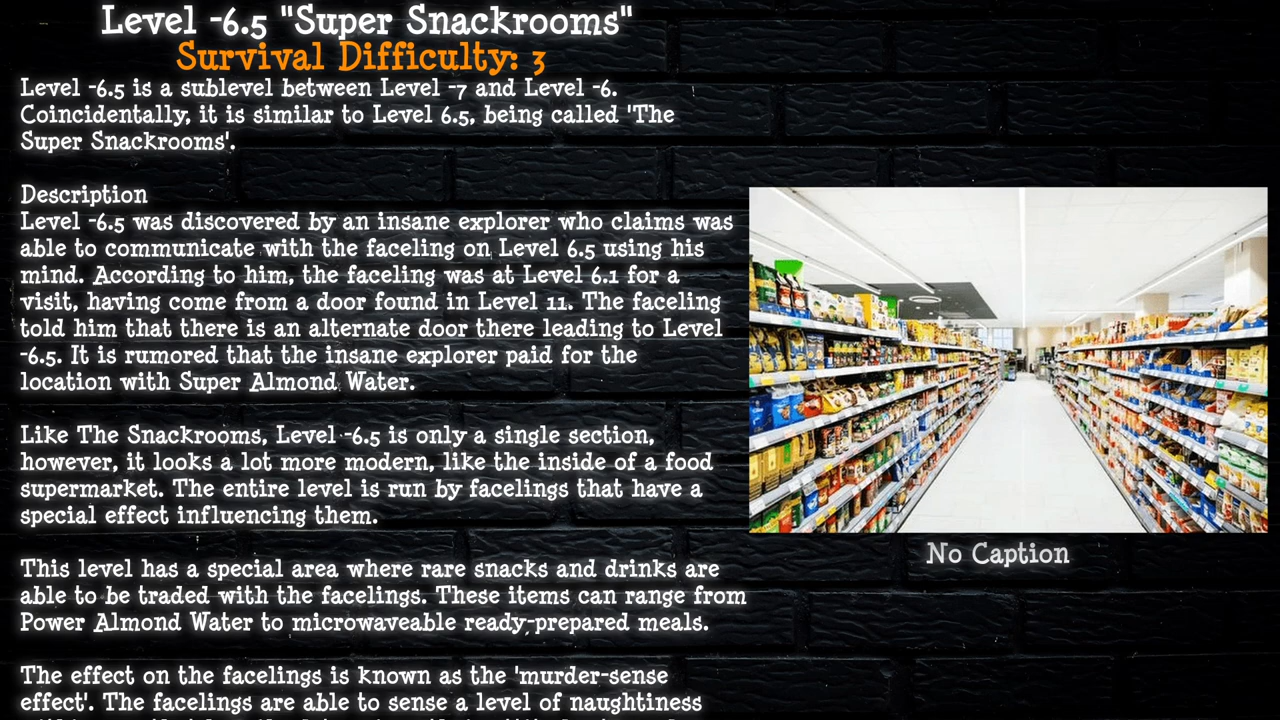 Level -6.5 "Super Snackrooms"
Survival Difficulty: 3
Level -6.5 is a sublevel between Level -7 and Level -6.
Coincidentally, it is similar to Level 6.5, being called 'The
Super Snackrooms'.
Description
Level -6.5 was discovered by an insane explorer who claims was
able to communicate with the faceling on Level 6.5 using his
mind. According to him, the faceling was at Level 6.1 for a
visit, having come from a door found in Level 11. The faceling
told him that there is an alternate door there leading to Level
-6.5. It is rumored that the insane explorer paid for the
location with Super Almond Water.
Like The Snackrooms, Level -6.5 is only a single section,
however, it looks a lot more modern, like the inside of a food
supermarket. The entire level is run by facelings that have a
special effect influencing them.
This level has a special area where rare snacks and drinks are
able to be traded with the facelings. These items can range from
Power Almond Water to microwaveable ready-prepared meals.
The effect on the facelings is known as the 'murder-sense
effect'. The facelings are able to sense a level of naughtiness
No Caption